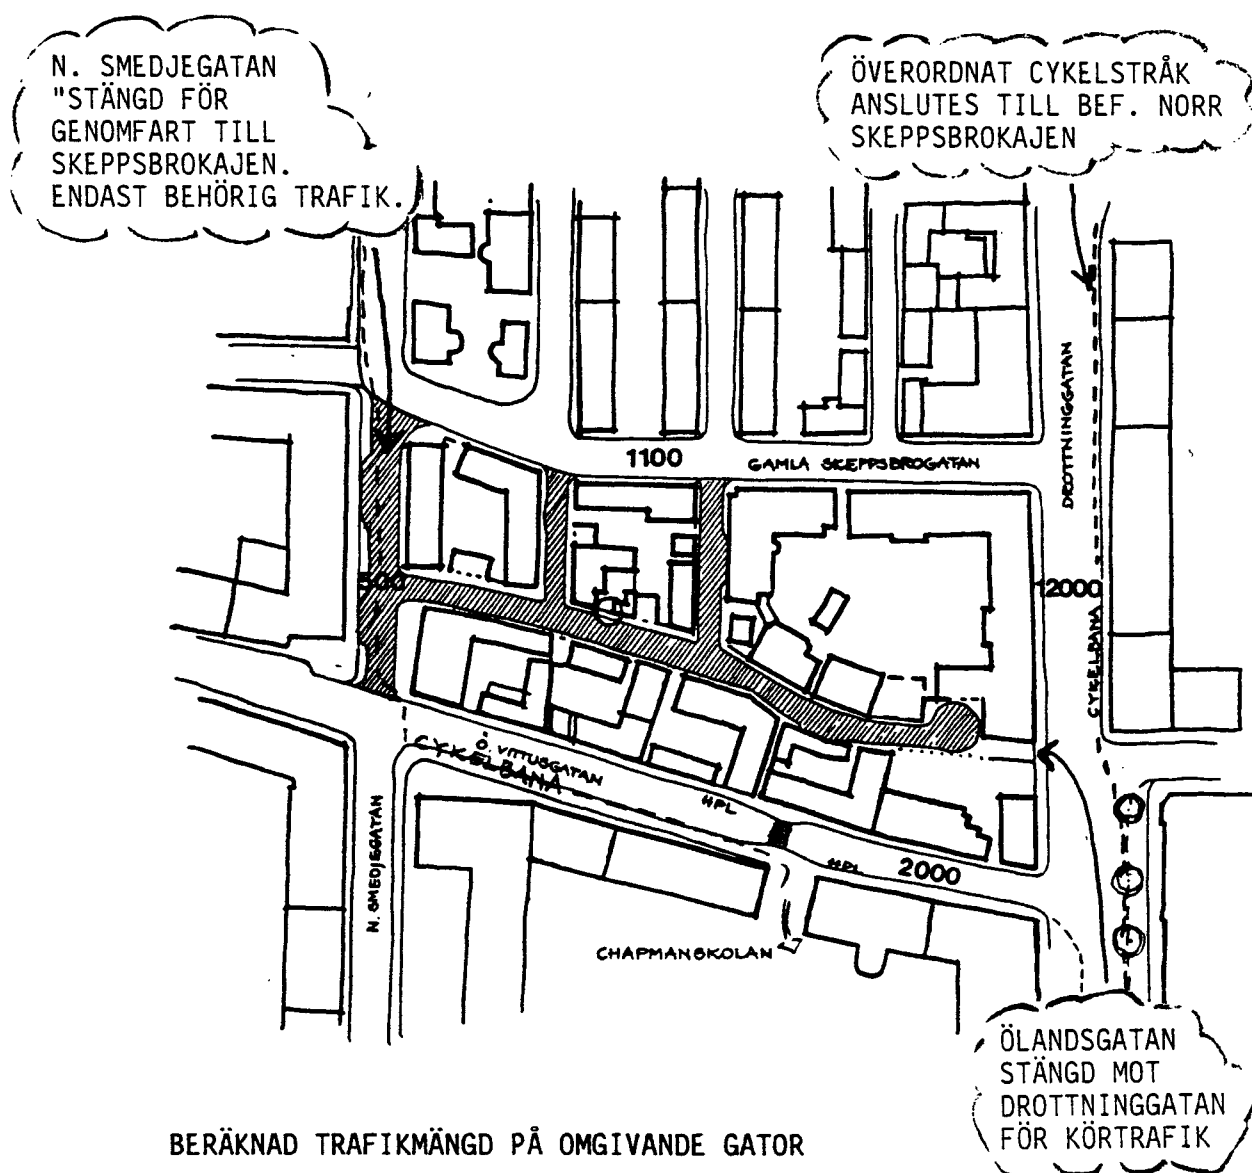 N. SMEDJEGATAN
"STÄNGD FÖR
GENOMFART TILL
SKEPPSBROKAJEN.
ENDAST BEHÖRIG TRAFIK.
ÖVERORDNAT CYKELSTRÅK
ANSLUTES TILL BEF. NORR
SKEPPSBROKAJEN
DROTTNINGGATAN
1100
GAMLA SKEPPSBROGATAN
500
12000
CYKELBANA
Ö. VITTUSGATAN
CYKELBANA
HPL
HPL
2000
N. SMEDJEGATAN
CHAPMANSKOLAN
ÖLANDSGATAN
STÄNGD MOT
DROTTNINGGATAN
FÖR KÖRTRAFIK
BERÄKNAD TRAFIKMÄNGD PÅ OMGIVANDE GATOR